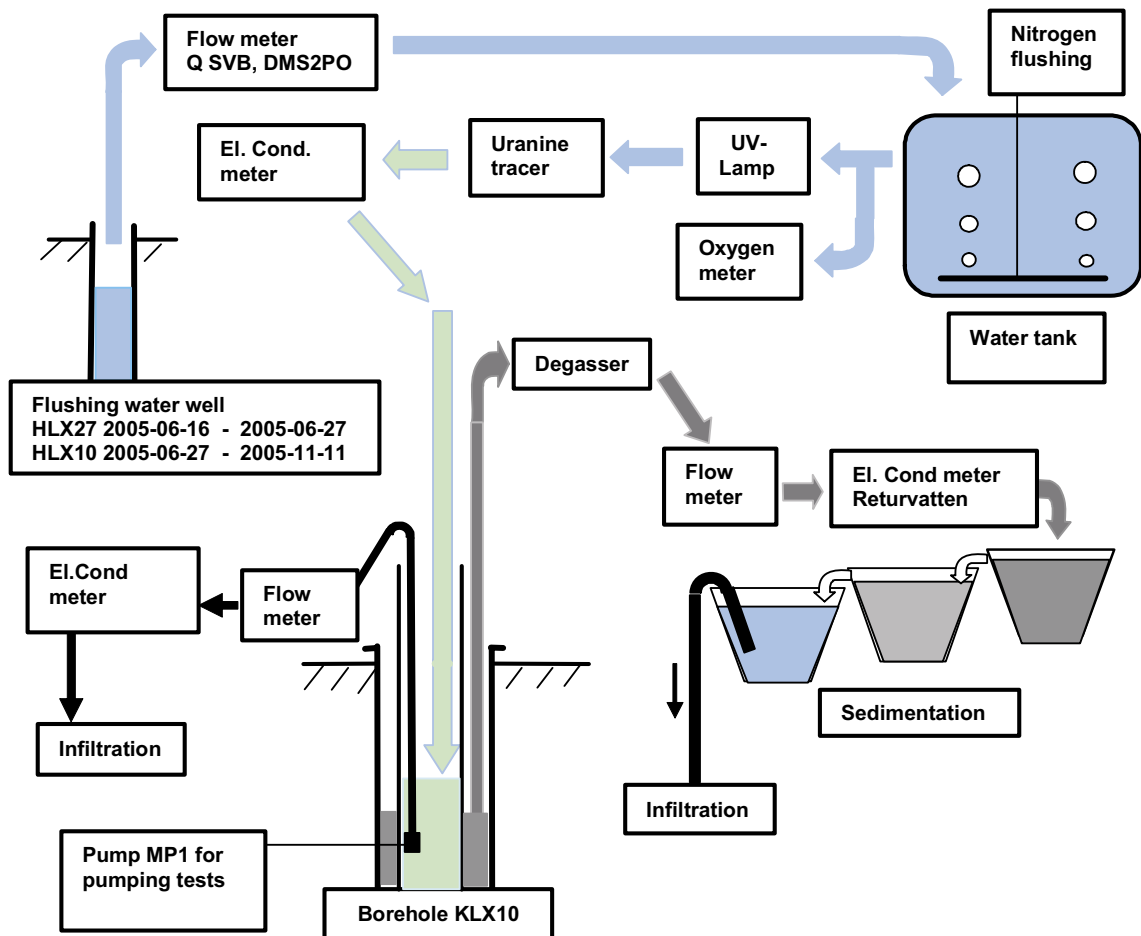 Flow meter
Q SVB, DMS2PO
Nitrogen
flushing
El. Cond.
meter
Uranine
tracer
UV-
Lamp
Oxygen
meter
Water tank
Flushing water well
HLX27 2005-06-16 - 2005-06-27
HLX10 2005-06-27 - 2005-11-11
Degasser
Flow
meter
El. Cond meter
Returvatten
El.Cond
meter
Flow
meter
Sedimentation
Infiltration
Infiltration
Pump MP1 for
pumping tests
Borehole KLX10